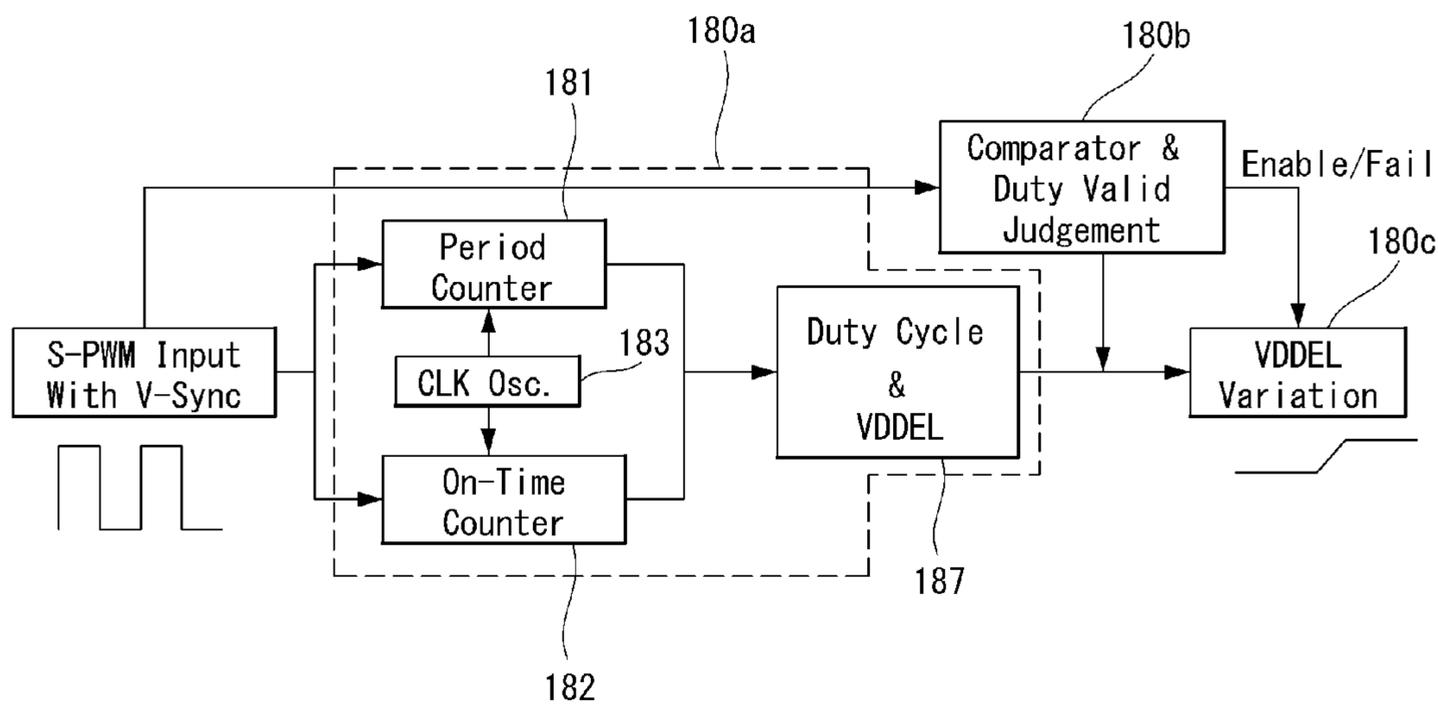 180a
180b
181
Comparator &
Duty Valid
Judgement
Enable/Fail
180c
Period
Counter
S-PWM Input
With V-Sync
183
CLK Osc.
Duty Cycle
&
VDDEL
VDDEL
Variation
On-Time
Counter
187
182